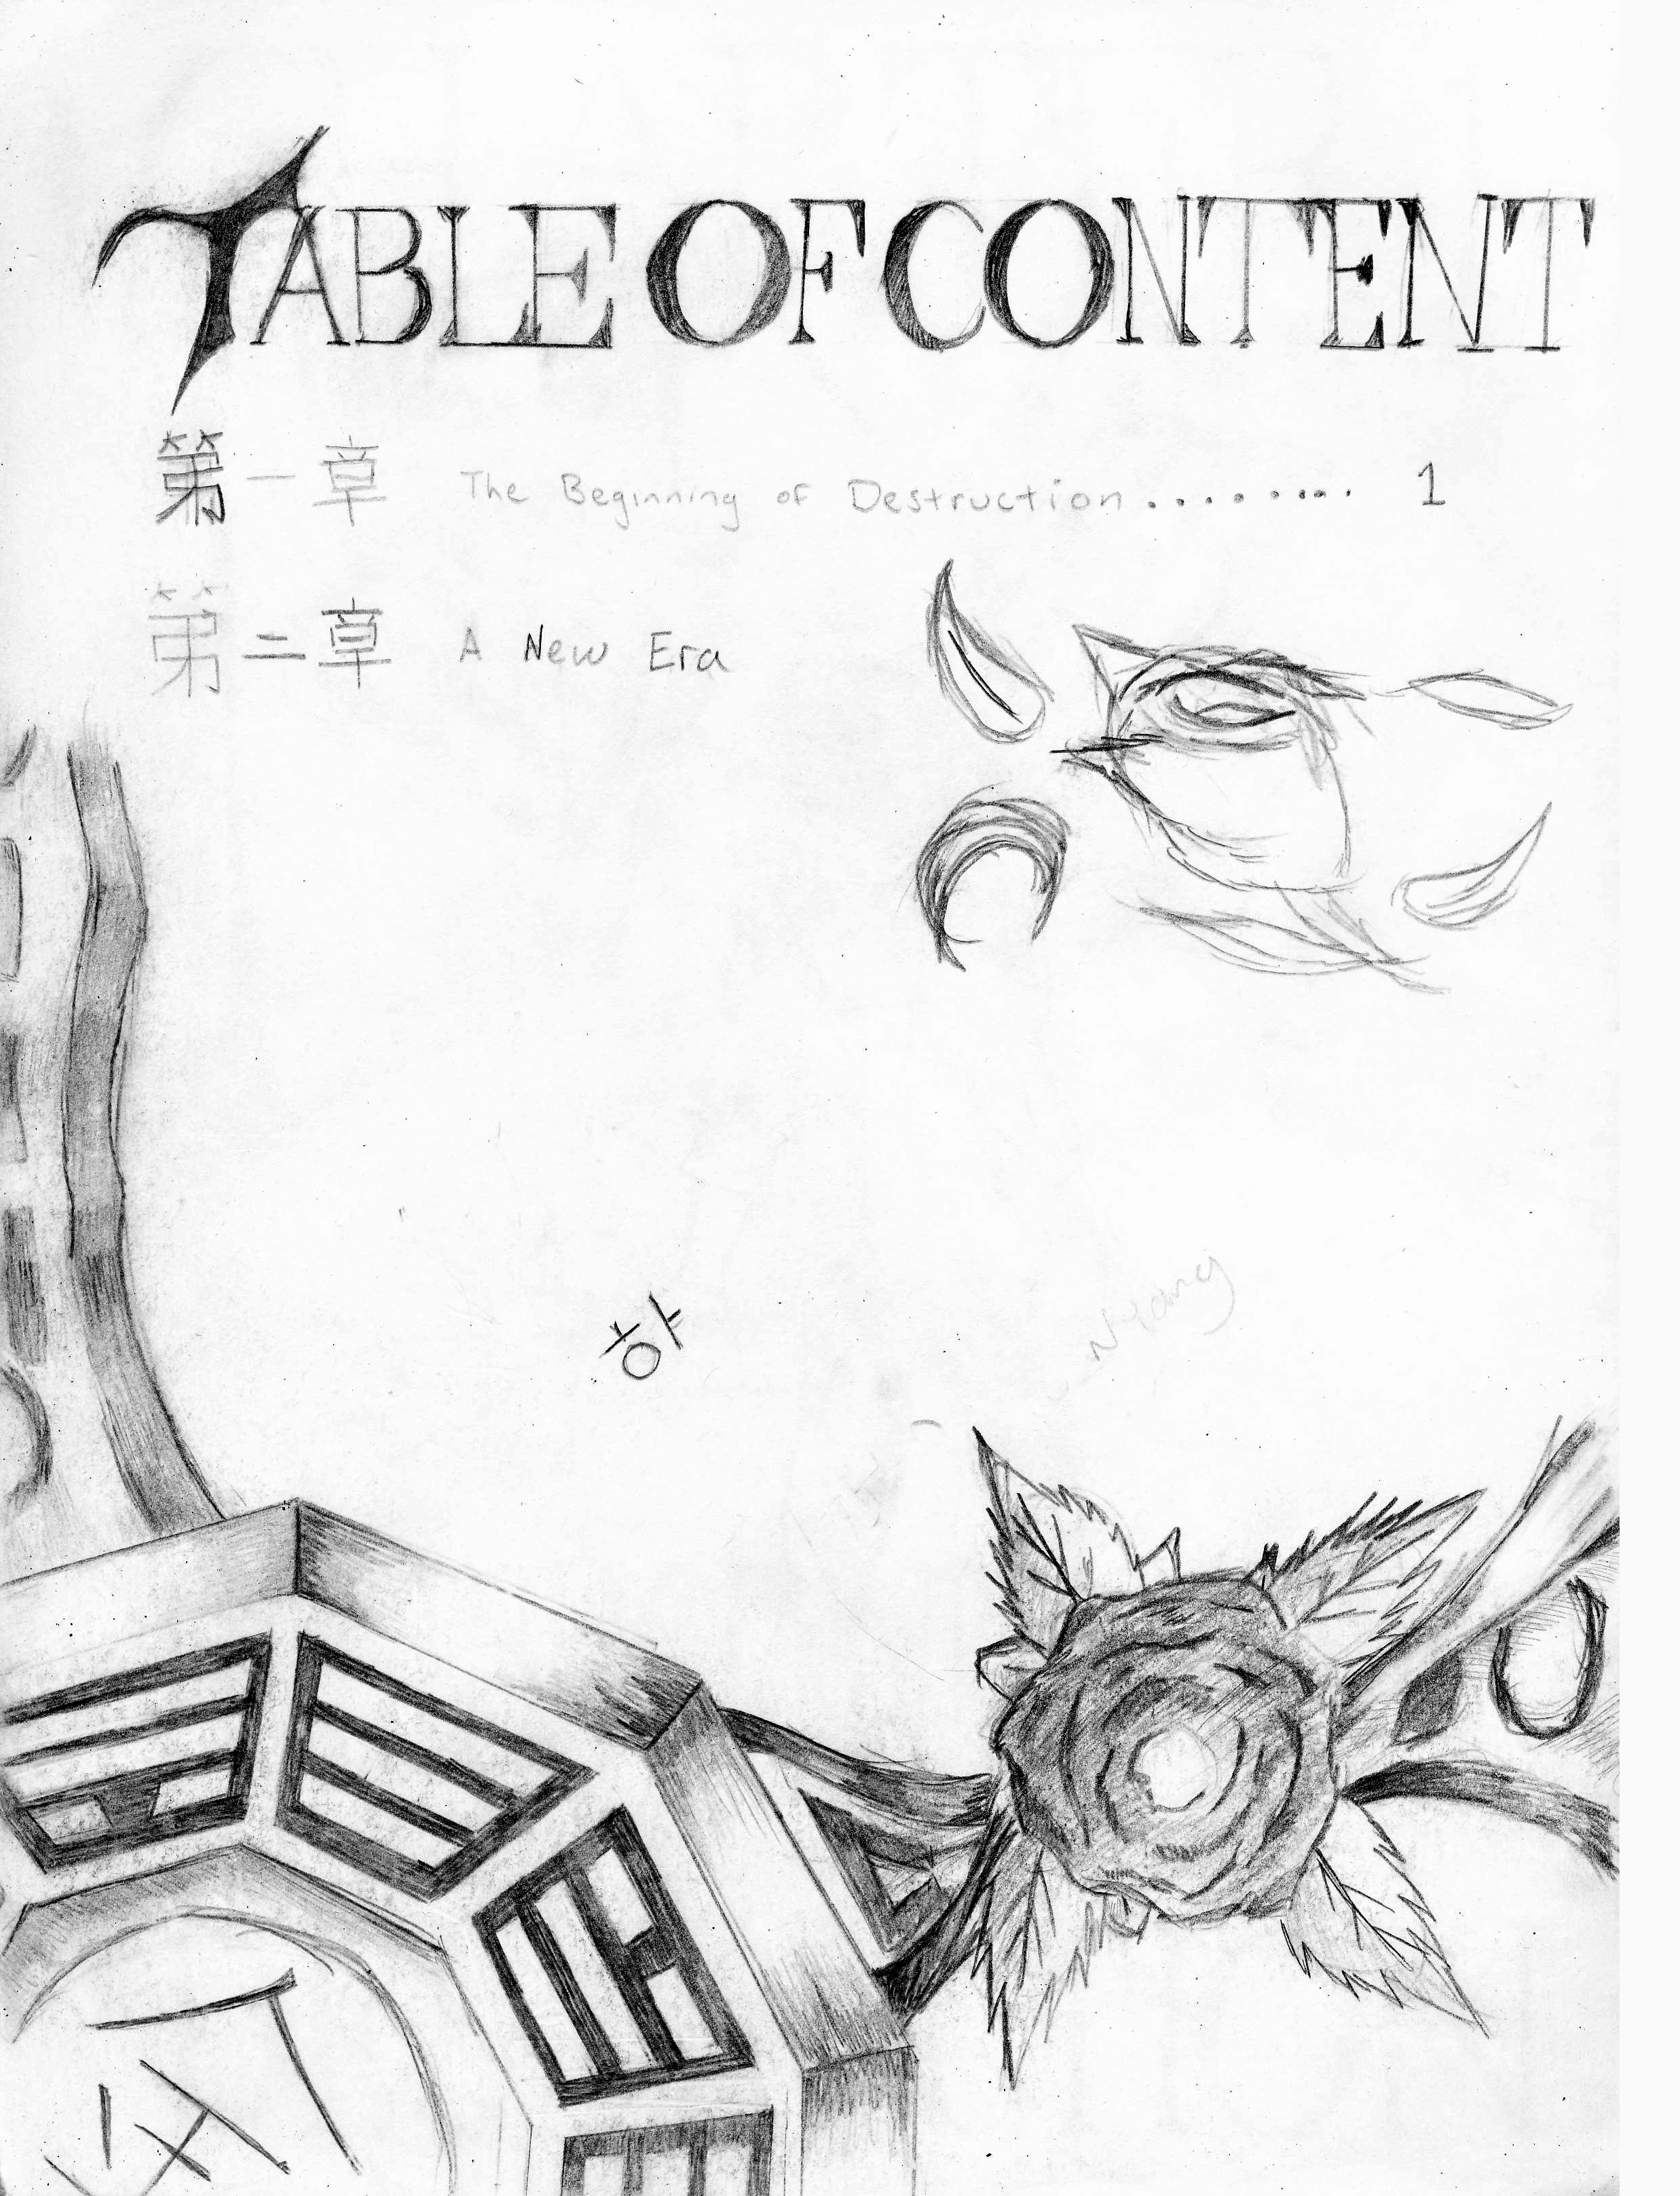 TABLE OF CONTENT
第一章 The Beginning of Destruction......... 1
第二章 A New Era
하